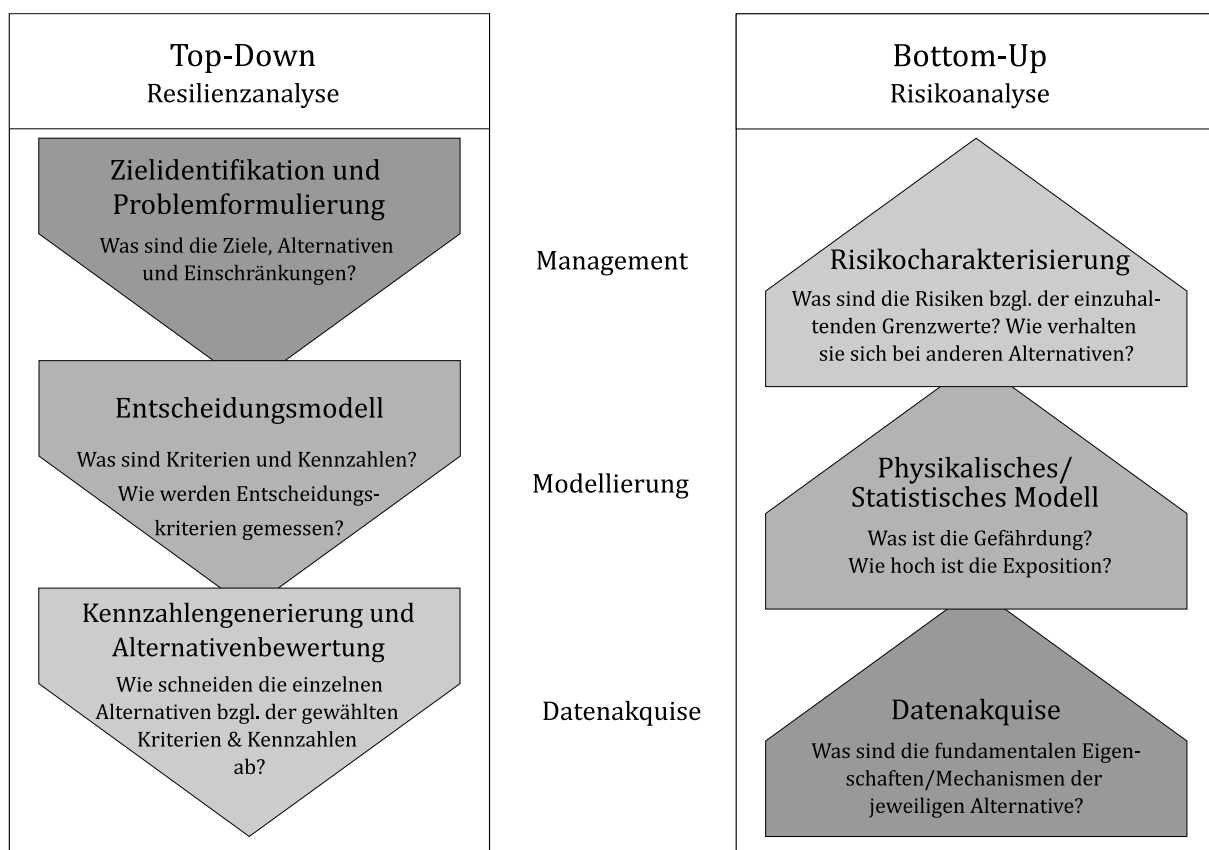 Top-Down
Resilienzanalyse
Zielidentifikation und
Problemformulierung
Was sind die Ziele, Alternativen
und Einschränkungen?
Entscheidungsmodell
Was sind Kriterien und Kennzahlen?
Wie werden Entscheidungs-
kriterien gemessen?
Kennzahlengenerierung und
Alternativenbewertung
Wie schneiden die einzelnen
Alternativen bzgl. der gewählten
Kriterien & Kennzahlen
ab?
Management
Modellierung
Datenakquise
Bottom-Up
Risikoanalyse
Risikocharakterisierung
Was sind die Risiken bzgl. der einzuhal-
tenden Grenzwerte? Wie verhalten
sie sich bei anderen Alternativen?
Physikalisches/
Statistisches Modell
Was ist die Gefährdung?
Wie hoch ist die Exposition?
Datenakquise
Was sind die fundamentalen Eigen-
schaften/Mechanismen der
jeweiligen Alternative?